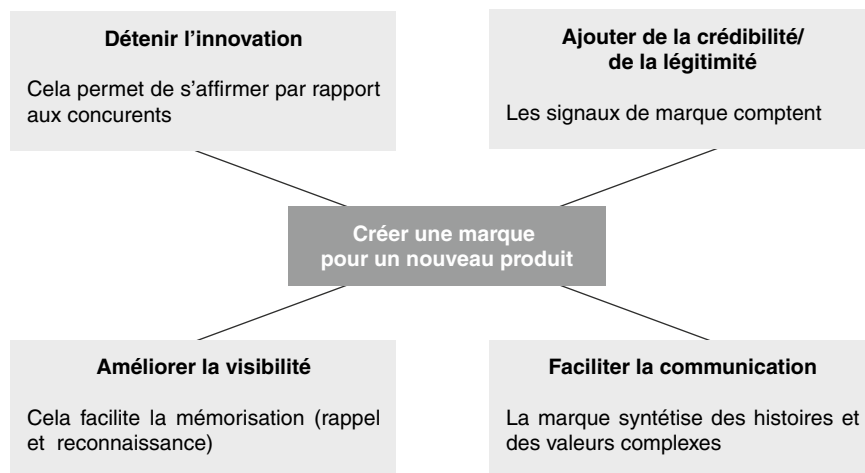 Détenir l’innovation
Cela permet de s’affirmer par rapport
aux concurents
Ajouter de la crédibilité/
de la légitimité
Les signaux de marque comptent
Créer une marque
pour un nouveau produit
Améliorer la visibilité
Cela facilite la mémorisation (rappel
et reconnaissance)
Faciliter la communication
La marque syntétise des histoires et
des valeurs complexes